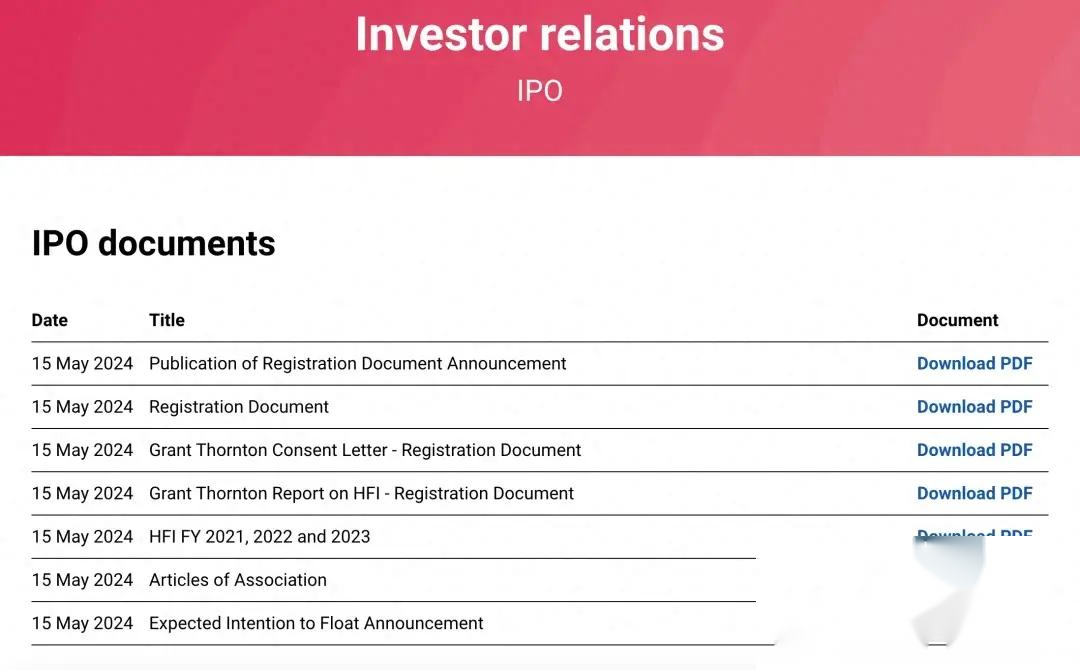 Investor relations
IPO
IPO documents
Date Title Document
15 May 2024 Publication of Registration Document Announcement Download PDF
15 May 2024 Registration Document Download PDF
15 May 2024 Grant Thornton Consent Letter - Registration Document Download PDF
15 May 2024 Grant Thornton Report on HFI - Registration Document Download PDF
15 May 2024 HFI FY 2021, 2022 and 2023 Download PDF
15 May 2024 Articles of Association
15 May 2024 Expected Intention to Float Announcement